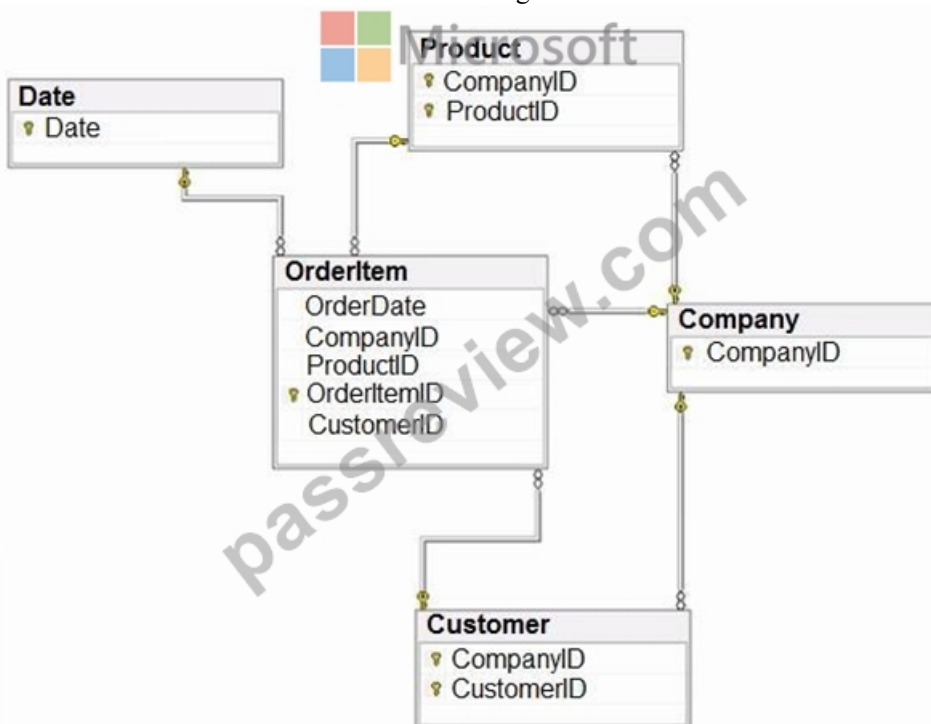 Microsoft
Product
CompanyID
ProductID
Date
Date
OrderItem
OrderDate
CompanyID
ProductID
OrderItemID
CustomerID
Company
CompanyID
Customer
CompanyID
CustomerID
passreview.com